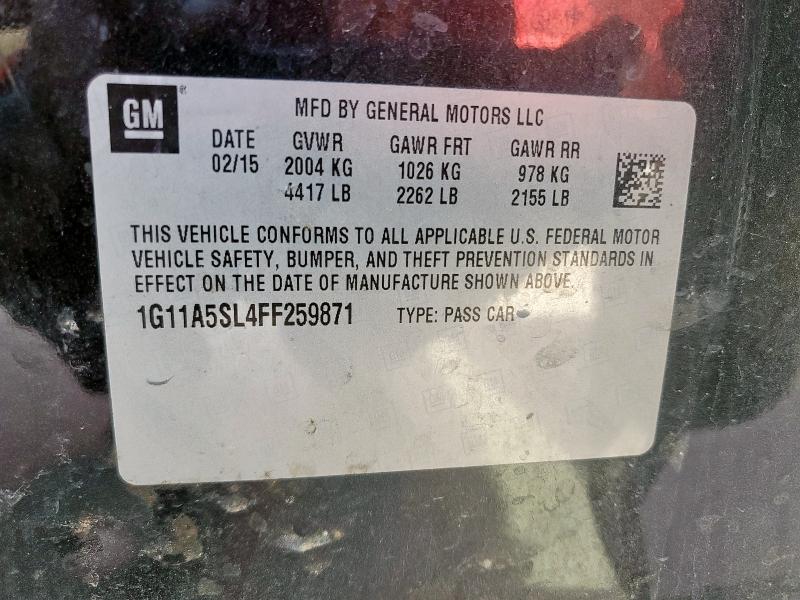 GM®
MFD BY GENERAL MOTORS LLC
DATE GVWR GAWR FRT GAWR RR
02/15 2004 KG 1026 KG 978 KG
4417 LB 2262 LB 2155 LB
THIS VEHICLE CONFORMS TO ALL APPLICABLE U.S. FEDERAL MOTOR
VEHICLE SAFETY, BUMPER, AND THEFT PREVENTION STANDARDS IN
EFFECT ON THE DATE OF MANUFACTURE SHOWN ABOVE.
1G11A5SL4FF259871 TYPE: PASS CAR